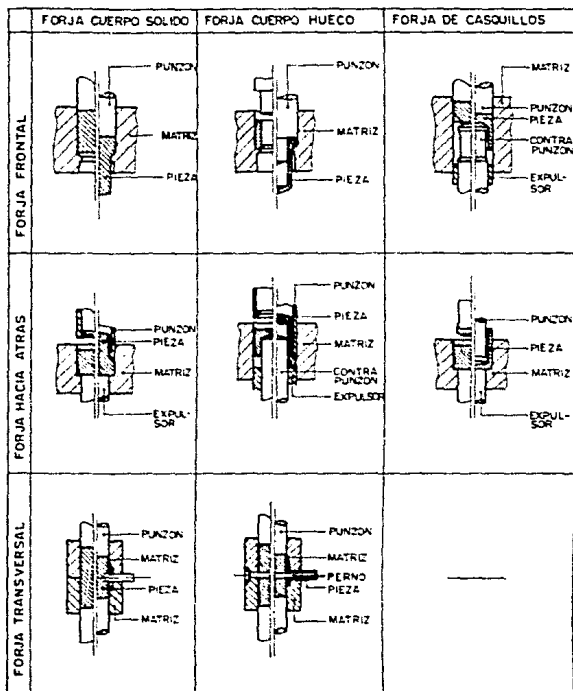 FORJA CUERPO SOLIDO
FORJA CUERPO HUECO
FORJA DE CASQUILLOS
FORJA FRONTAL
PUNZON
MATRIZ
PIEZA
PUNZON
MATRIZ
PIEZA
MATRIZ
PUNZON
PIEZA
CONTRA
PUNZON
EXPUL-
SOR
FORJA HACIA ATRAS
PUNZON
PIEZA
MATRIZ
EXPUL-
SOR
PUNZON
PIEZA
MATRIZ
CONTRA
PUNZON
EXPULSOR
PUNZON
PIEZA
MATRIZ
EXPUL-
SOR
FORJA TRANSVERSAL
PUNZON
MATRIZ
PIEZA
MATRIZ
PUNZON
MATRIZ
PERNO
PIEZA
MATRIZ